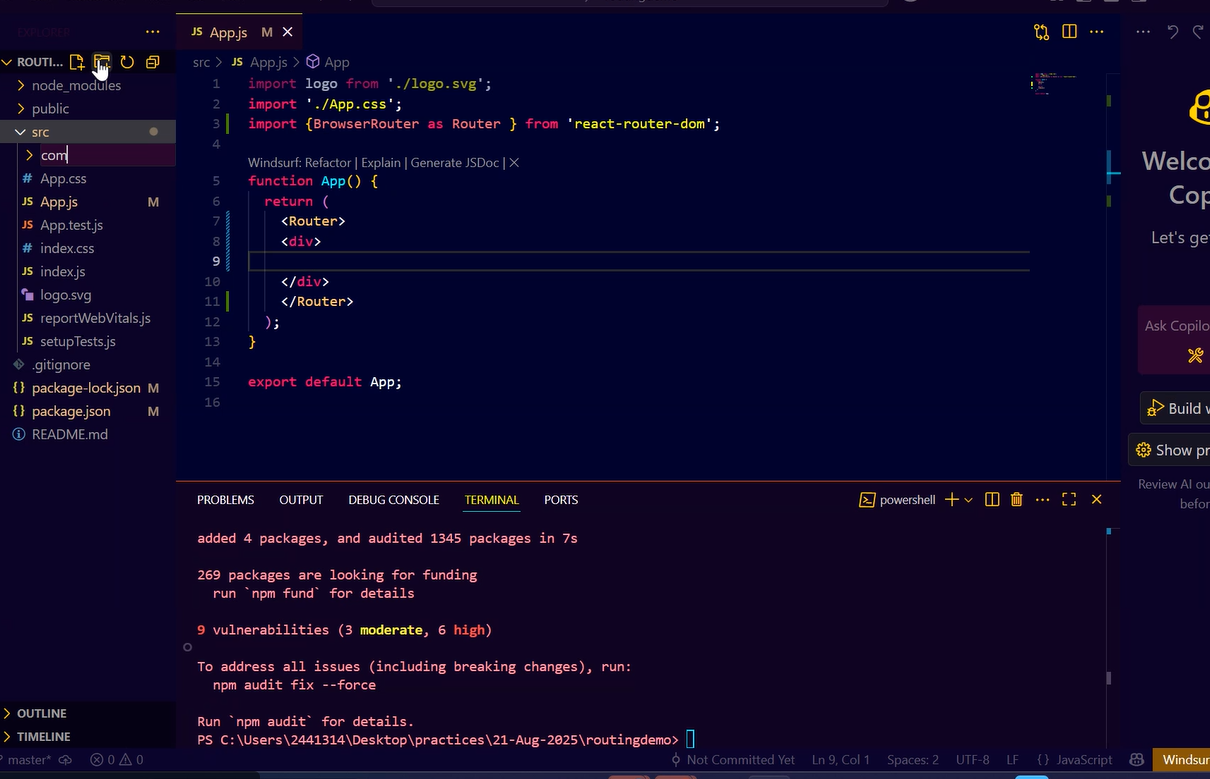 EXPLORER
ROUTI...
node_modules
public
src
com
# App.css
JS App.js M
JS App.test.js
# index.css
JS index.js
logo.svg
JS reportWebVitals.js
JS setupTests.js
.gitignore
{} package-lock.json M
{} package.json M
README.md
OUTLINE
TIMELINE
JS App.js M
src > JS App.js > App
1 import logo from './logo.svg';
2 import './App.css';
3 import {BrowserRouter as Router } from 'react-router-dom';
4
Windsurf: Refactor | Explain | Generate JSDoc | ×
5 function App() {
6 return (
7 <Router>
8 <div>
9
10 </div>
11 </Router>
12 );
13 }
14
15 export default App;
16
PROBLEMS OUTPUT DEBUG CONSOLE TERMINAL PORTS
powershell
added 4 packages, and audited 1345 packages in 7s
269 packages are looking for funding
run `npm fund` for details
9 vulnerabilities (3 moderate, 6 high)
To address all issues (including breaking changes), run:
npm audit fix --force
Run `npm audit` for details.
PS C:\Users\2441314\Desktop\practices\21-Aug-2025\routingdemo>
Welco
Cop
Let's ge
Ask Copilo
Build w
Show pr
Review AI ou
befor
master* 0 0 Not Committed Yet Ln 9, Col 1 Spaces: 2 UTF-8 LF {} JavaScript Windsur